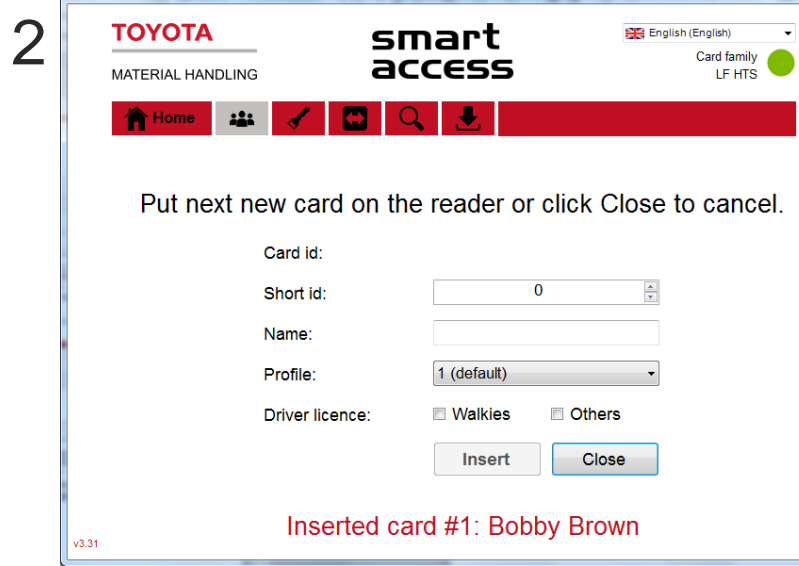 2
TOYOTA
MATERIAL HANDLING
smart
access
English (English)
Card family
LF HTS
Home
Put next new card on the reader or click Close to cancel.
Card id:
Short id: 0
Name:
Profile: 1 (default)
Driver licence: Walkies Others
Insert Close
Inserted card #1: Bobby Brown
v3.31